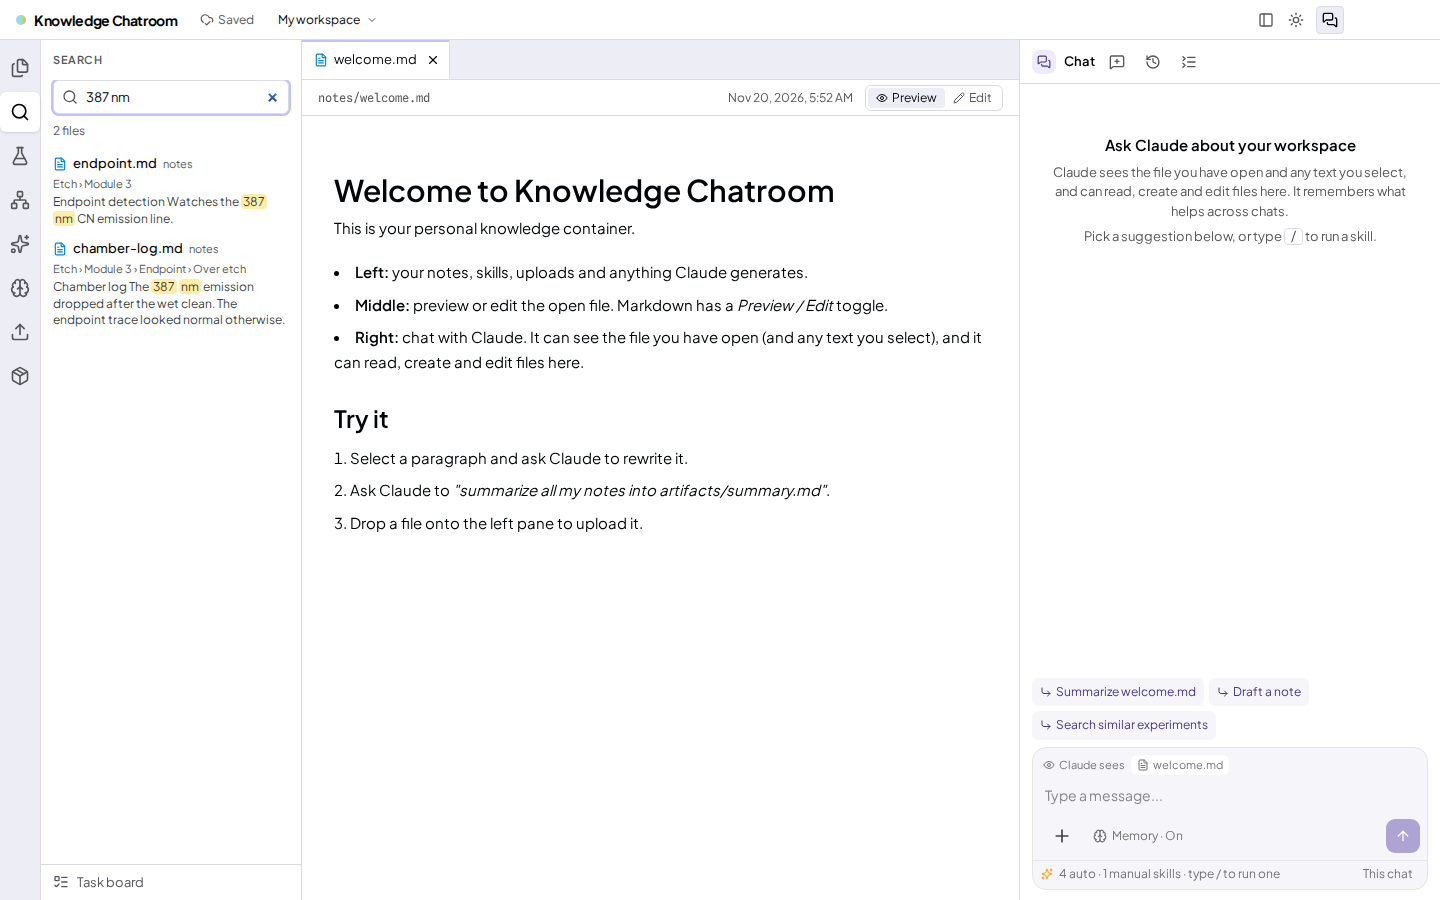 Knowledge Chatroom
Saved
My workspace
SEARCH
387 nm
2 files
endpoint.md notes
Etch › Module 3
Endpoint detection Watches the 387
nm CN emission line.
chamber-log.md notes
Etch › Module 3 › Endpoint › Over etch
Chamber log The 387 nm emission
dropped after the wet clean. The
endpoint trace looked normal otherwise.
Task board
welcome.md
notes/welcome.md
Nov 20, 2026, 5:52 AM
Preview
Edit
Welcome to Knowledge Chatroom
This is your personal knowledge container.
• Left: your notes, skills, uploads and anything Claude generates.
• Middle: preview or edit the open file. Markdown has a Preview / Edit toggle.
• Right: chat with Claude. It can see the file you have open (and any text you select), and it
can read, create and edit files here.
Try it
1. Select a paragraph and ask Claude to rewrite it.
2. Ask Claude to "summarize all my notes into artifacts/summary.md".
3. Drop a file onto the left pane to upload it.
Chat
Ask Claude about your workspace
Claude sees the file you have open and any text you select,
and can read, create and edit files here. It remembers what
helps across chats.
Pick a suggestion below, or type / to run a skill.
Summarize welcome.md
Draft a note
Search similar experiments
Claude sees welcome.md
Type a message...
Memory · On
4 auto · 1 manual skills · type / to run one
This chat